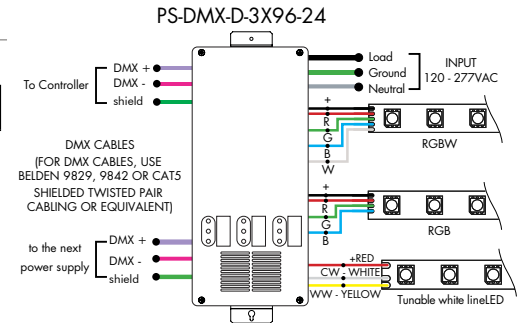 PS-DMX-D-3X96-24
To Controller
DMX +
DMX -
shield
Load
Ground
Neutral
INPUT
120 - 277VAC
+
R
G
B
W
RGBW
DMX CABLES
(FOR DMX CABLES, USE
BELDEN 9829, 9842 OR CAT5
SHIELDED TWISTED PAIR
CABLING OR EQUIVALENT)
+
R
G
B
RGB
to the next
power supply
DMX +
DMX -
shield
+RED
CW - WHITE
WW - YELLOW
Tunable white lineLED